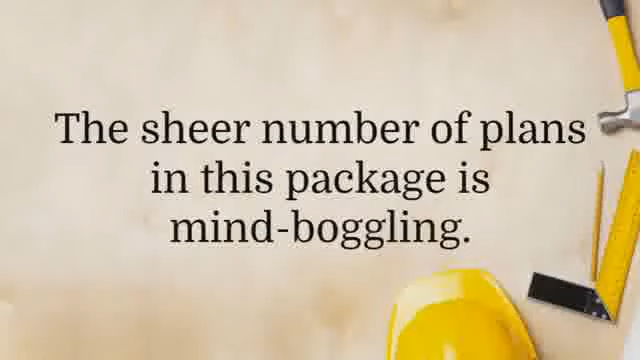 The sheer number of plans
in this package is
mind-boggling.